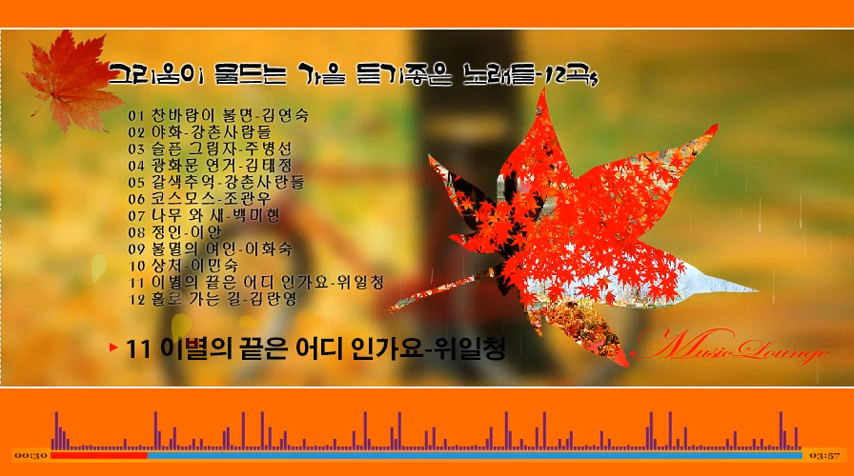 그리움이 물드는 가을 듣기좋은 노래들-12곡s
01 찬바람이 불면-김연숙
02 야화-강촌사람들
03 슬픈 그림자-주병선
04 광화문 연거-김태정
05 갈색추억-강촌사람들
06 코스모스-조관우
07 나무 와 새-백미현
08 정인-이안
09 불멸의 여인-이화숙
10 상처-이민숙
11 이별의 끝은 어디 인가요-위일청
12 홀로 가는 길-김란영
11 이별의 끝은 어디 인가요-위일청
Music Lounge
00:30
03:57